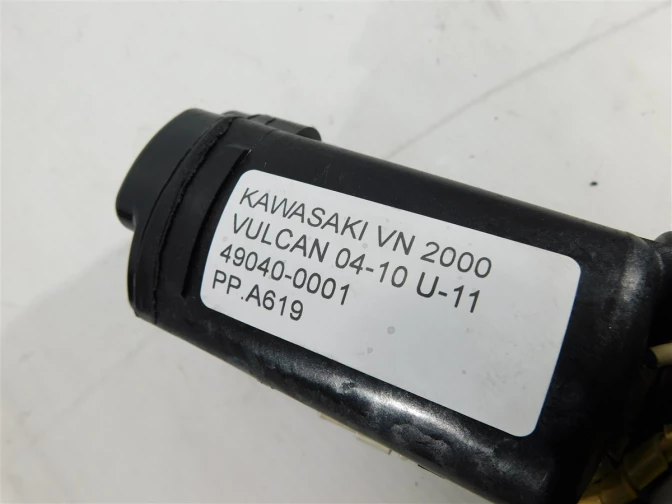 KAWASAKI VN 2000
VULCAN 04-10 U-11
49040-0001
PP.A619